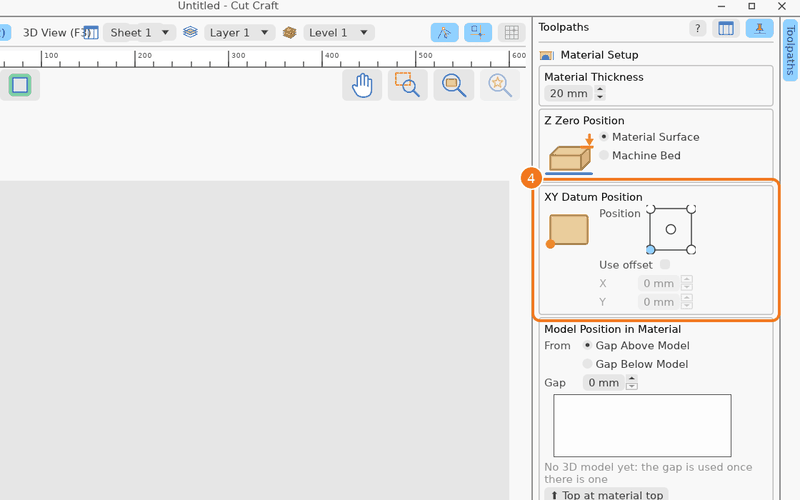 Untitled - Cut Craft
3D View (F3)
Sheet 1
Layer 1
Level 1
100
200
300
400
500
600
Toolpaths
?
Toolpaths
Material Setup
Material Thickness
20 mm
Z Zero Position
Material Surface
Machine Bed
4
XY Datum Position
Position
Use offset
X
0 mm
Y
0 mm
Model Position in Material
From
Gap Above Model
Gap Below Model
Gap
0 mm
No 3D model yet: the gap is used once
there is one
⬆ Top at material top